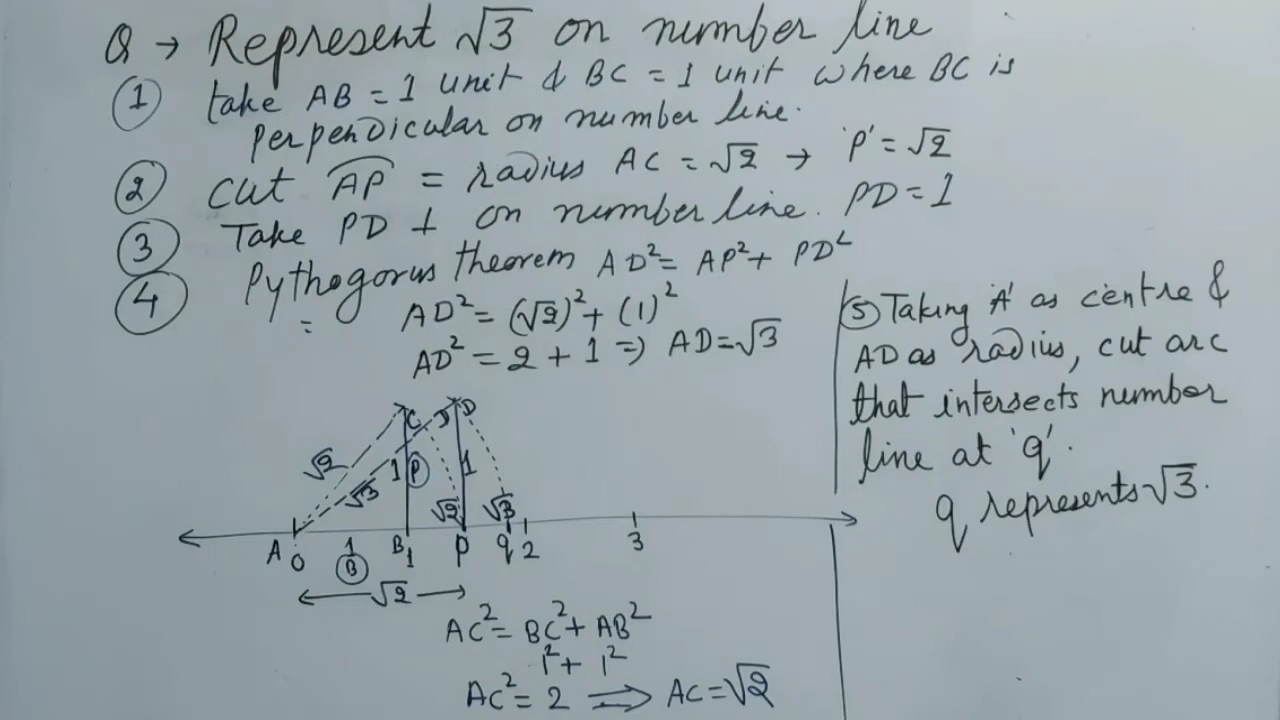 Q → Represent √3 on number line
① take AB = 1 unit & BC = 1 unit where BC is
perpendicular on number line.
② cut AP = radius AC = √2 → 'P' = √2
③ Take PD ⊥ on number line. PD = 1
④ Pythogorus theorem AD² = AP² + PD²
= AD² = (√2)² + (1)²
AD² = 2 + 1 ⇒ AD = √3
⑤ Taking A' as centre &
AD as radius, cut arc
that intersects number
line at 'q'.
q represents √3.
C D
√2 √3 1 Ⓟ 1
√2 √3
A 0 1 B 1 P q 2 3
Ⓑ
√2
AC² = BC² + AB²
1² + 1²
AC² = 2 ⟹ AC = √2